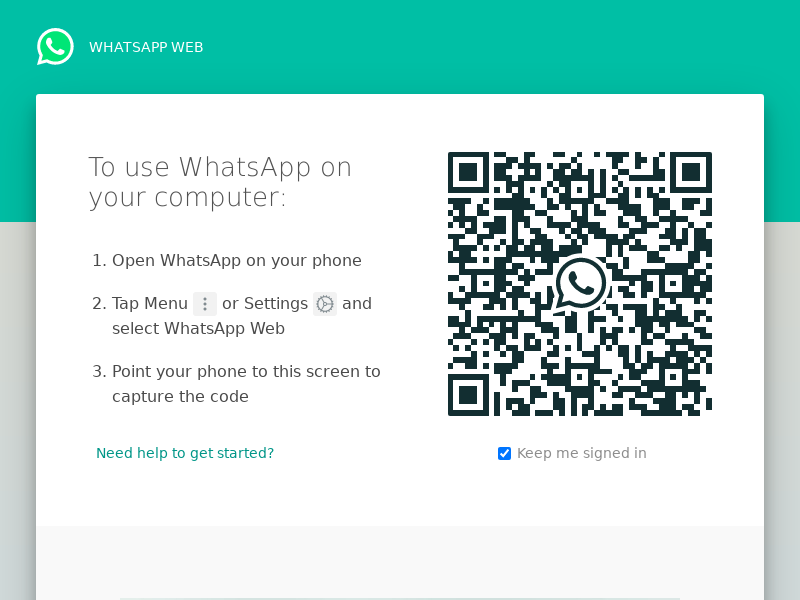 WHATSAPP WEB
To use WhatsApp on
your computer:
1. Open WhatsApp on your phone
2. Tap Menu or Settings and
select WhatsApp Web
3. Point your phone to this screen to
capture the code
Need help to get started?
Keep me signed in